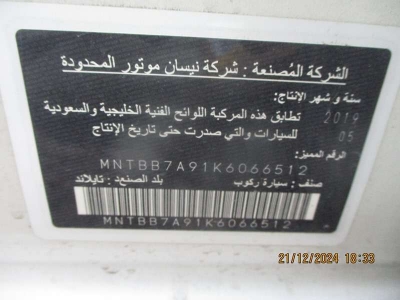 الشركة المُصنعة : شركة نيسان موتور المحدودة
سنة و شهر الإنتاج:
2019 تطابق هذه المركبة اللوائح الفنية الخليجية والسعودية
05 للسيارات والتي صدرت حتى تاريخ الإنتاج
الرقم المميز:
MNTBB7A91K6066512
صنف : سيارة ركوب بلد الصنع: تايلاند
MNTBB7A91K6066512
21/12/2024 18:33